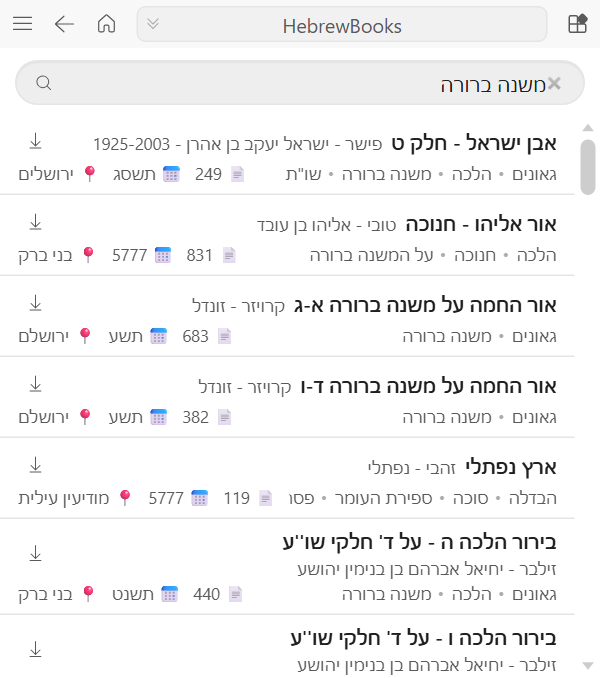 HebrewBooks
משנה ברורה
אבן ישראל - חלק ט פישר - ישראל יעקב בן אהרן - 1925-2003
גאונים • הלכה • משנה ברורה • שו"ת 249 תשסג ירושלים
אור אליהו - חנוכה טובי - אליהו בן עובד
הלכה • חנוכה • על המשנה ברורה 831 5777 בני ברק
אור החמה על משנה ברורה א-ג קרויזר - זונדל
גאונים • משנה ברורה 683 תשע ירושלם
אור החמה על משנה ברורה ד-ו קרויזר - זונדל
גאונים • משנה ברורה 382 תשע ירושלם
ארץ נפתלי זהבי - נפתלי
הבדלה • סוכה • ספירת העומר • פסו 119 5777 מודיעין עילית
בירור הלכה ה - על ד' חלקי שו''ע
זילבר - יחיאל אברהם בן בנימין יהושע
גאונים • הלכה • משנה ברורה 440 תשנט בני ברק
בירור הלכה ו - על ד' חלקי שו''ע
זילבר - יחיאל אברהם בן בנימין יהושע